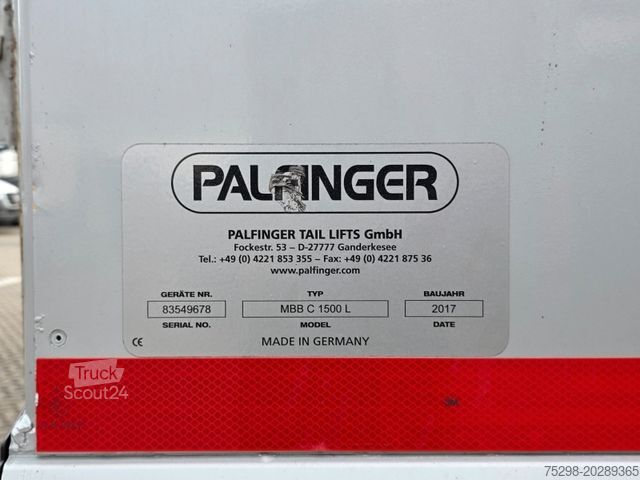 PALFINGER
PALFINGER TAIL LIFTS GmbH
Fockestr. 53 – D-27777 Ganderkesee
Tel.: +49 (0) 4221 853 355 – Fax: +49 (0) 4221 875 36
www.palfinger.com
GERÄTE NR. TYP BAUJAHR
83549678 MBB C 1500 L 2017
SERIAL NO. MODEL DATE
CE MADE IN GERMANY
Truck
Scout24
3M
75298-20289365